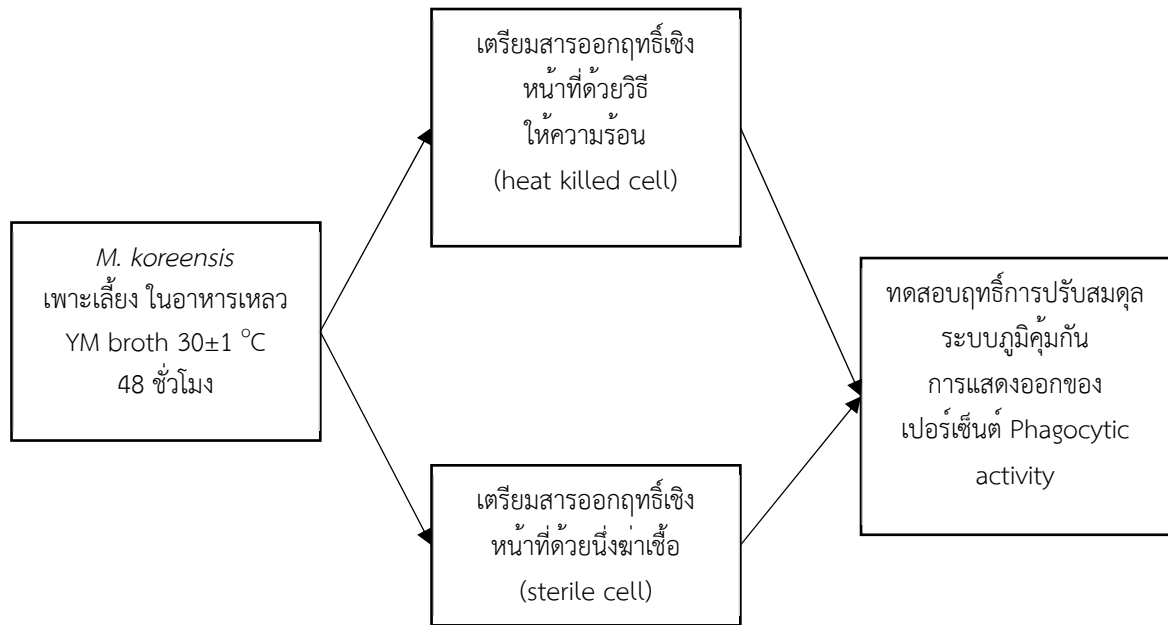 M. koreensis
เพาะเลี้ยง ในอาหารเหลว
YM broth 30±1 °C
48 ชั่วโมง
เตรียมสารออกฤทธิ์เชิง
หน้าที่ด้วยวิธี
ให้ความร้อน
(heat killed cell)
เตรียมสารออกฤทธิ์เชิง
หน้าที่ด้วยนึ่งฆ่าเชื้อ
(sterile cell)
ทดสอบฤทธิ์การปรับสมดุล
ระบบภูมิคุ้มกัน
การแสดงออกของ
เปอร์เซ็นต์ Phagocytic
activity